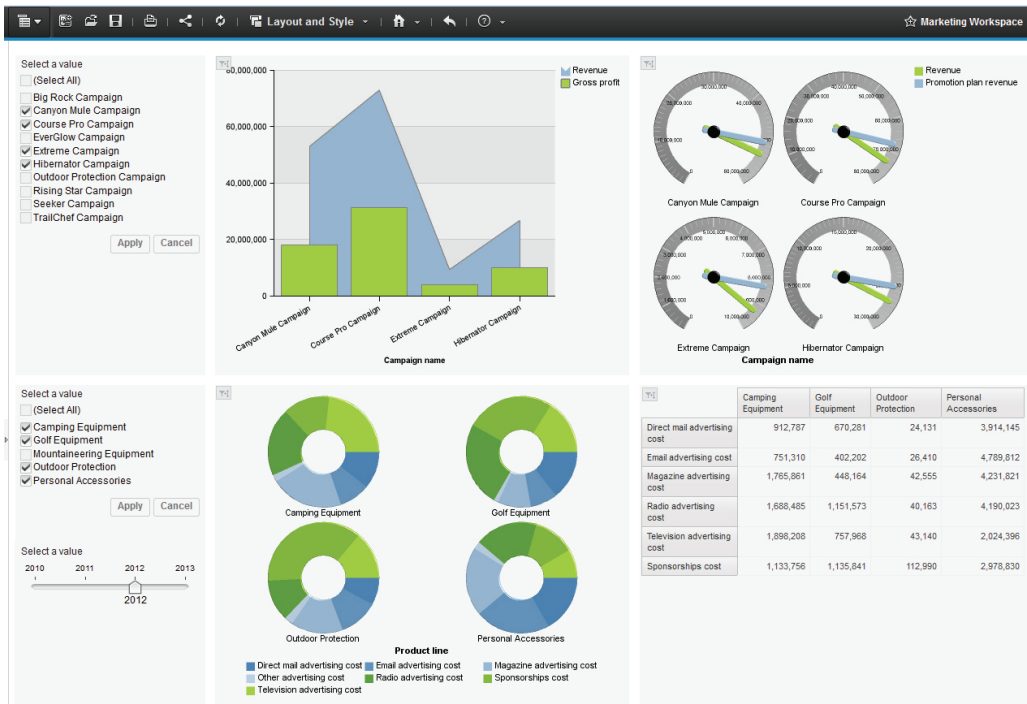 Layout and Style
Marketing Workspace
Select a value
(Select All)
Big Rock Campaign
Canyon Mule Campaign
Course Pro Campaign
EverGlow Campaign
Extreme Campaign
Hibernator Campaign
Outdoor Protection Campaign
Rising Star Campaign
Seeker Campaign
TrailChef Campaign
Apply Cancel
60,000,000
40,000,000
20,000,000
0
Canyon Mule Campaign
Course Pro Campaign
Extreme Campaign
Hibernator Campaign
Campaign name
Revenue
Gross profit
Revenue
Promotion plan revenue
Canyon Mule Campaign
Course Pro Campaign
Extreme Campaign
Hibernator Campaign
Campaign name
Select a value
(Select All)
Camping Equipment
Golf Equipment
Mountaineering Equipment
Outdoor Protection
Personal Accessories
Apply Cancel
Select a value
2010 2011 2012 2013
2012
Camping Equipment
Golf Equipment
Outdoor Protection
Personal Accessories
Product line
Direct mail advertising cost Email advertising cost Magazine advertising cost
Other advertising cost Radio advertising cost Sponsorships cost
Television advertising cost
Camping Equipment Golf Equipment Outdoor Protection Personal Accessories
Direct mail advertising cost 912,787 670,281 24,131 3,914,145
Email advertising cost 751,310 402,202 26,410 4,789,812
Magazine advertising cost 1,765,861 448,164 42,555 4,231,821
Radio advertising cost 1,688,485 1,151,573 40,163 4,190,023
Television advertising cost 1,898,208 757,968 43,140 2,024,396
Sponsorships cost 1,133,756 1,135,841 112,990 2,978,830